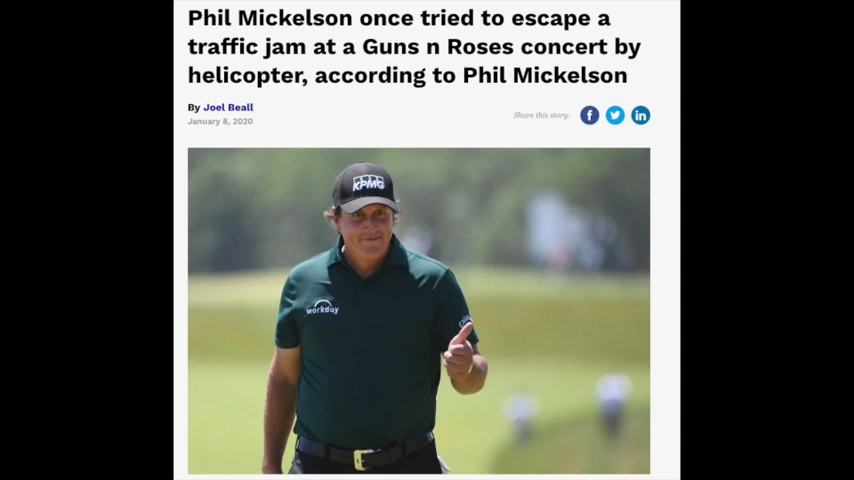 Phil Mickelson once tried to escape a
traffic jam at a Guns n Roses concert by
helicopter, according to Phil Mickelson
By Joel Beall
January 8, 2020
Share this story:
KPMG
workday